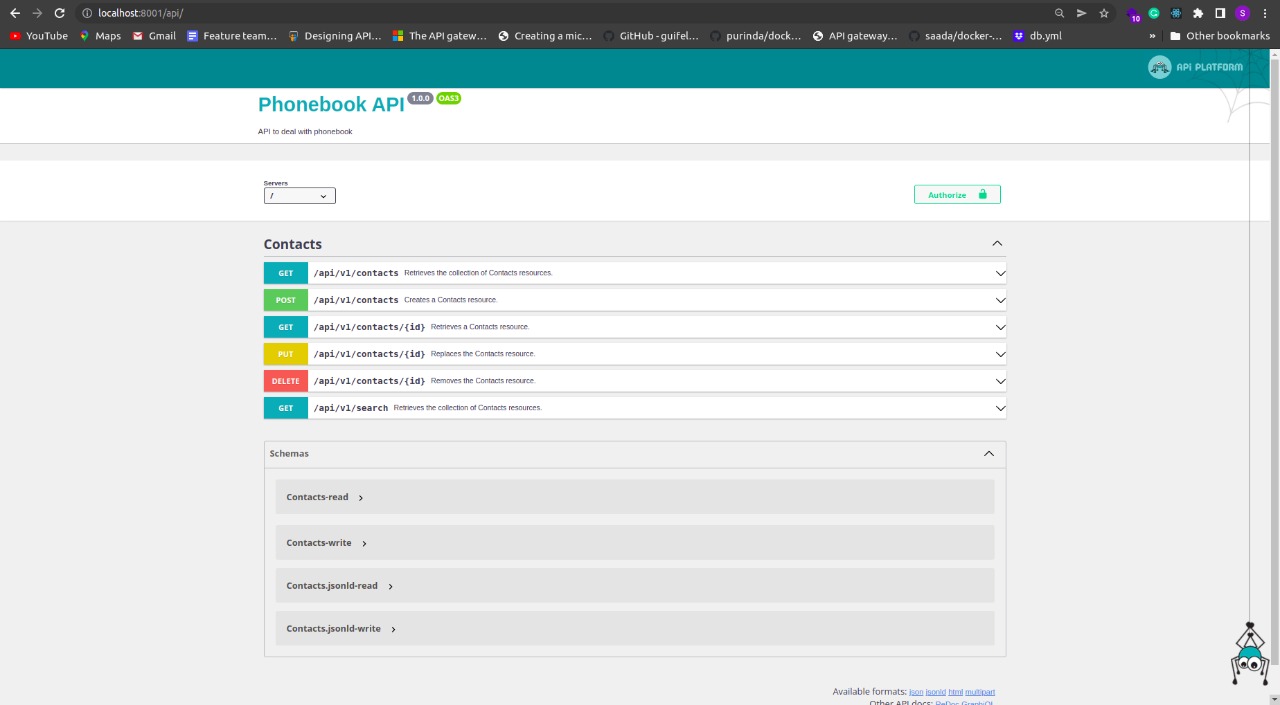 localhost:8001/api/
10
S
YouTube Maps Gmail Feature team... Designing API... The API gatew... Creating a mic... GitHub - guifel... purinda/dock... API gateway... saada/docker-... db.yml » Other bookmarks
API PLATFORM
Phonebook API 1.0.0 OAS3
API to deal with phonebook
Servers
/
Authorize
Contacts
GET /api/v1/contacts Retrieves the collection of Contacts resources.
POST /api/v1/contacts Creates a Contacts resource.
GET /api/v1/contacts/{id} Retrieves a Contacts resource.
PUT /api/v1/contacts/{id} Replaces the Contacts resource.
DELETE /api/v1/contacts/{id} Removes the Contacts resource.
GET /api/v1/search Retrieves the collection of Contacts resources.
Schemas
Contacts-read
Contacts-write
Contacts.jsonld-read
Contacts.jsonld-write
Available formats: json jsonld html multipart
Other API docs: ReDoc GraphiQL